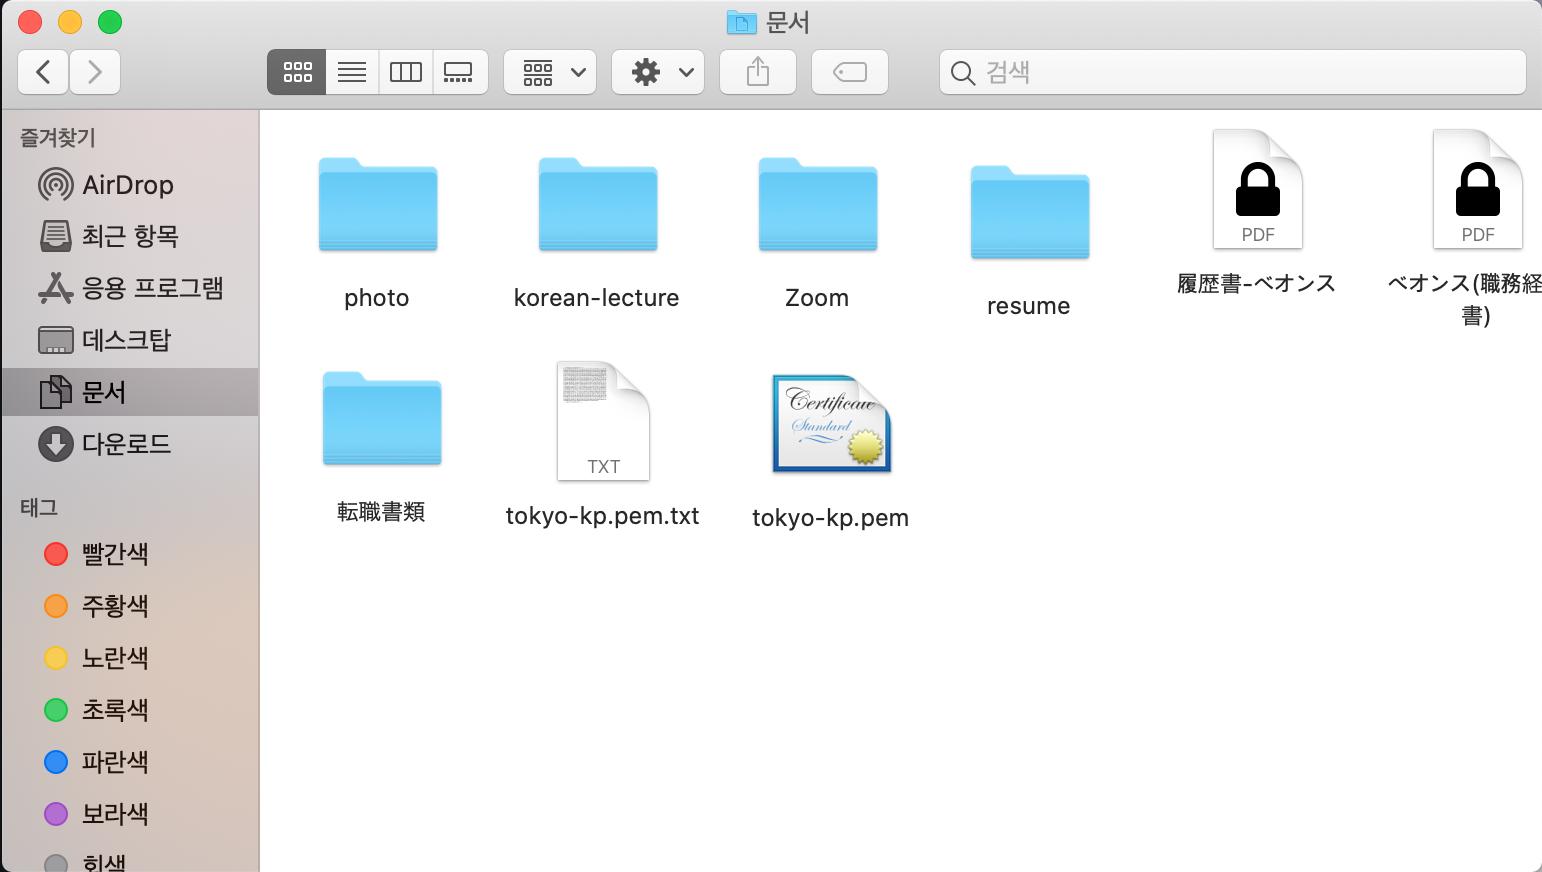 문서
검색
즐겨찾기
AirDrop
최근 항목
응용 프로그램
데스크탑
문서
다운로드
태그
빨간색
주황색
노란색
초록색
파란색
보라색
회색
photo
korean-lecture
Zoom
resume
PDF
履歴書-ベオンス
PDF
ベオンス(職務経
書)
転職書類
TXT
tokyo-kp.pem.txt
Certificate
Standard
tokyo-kp.pem